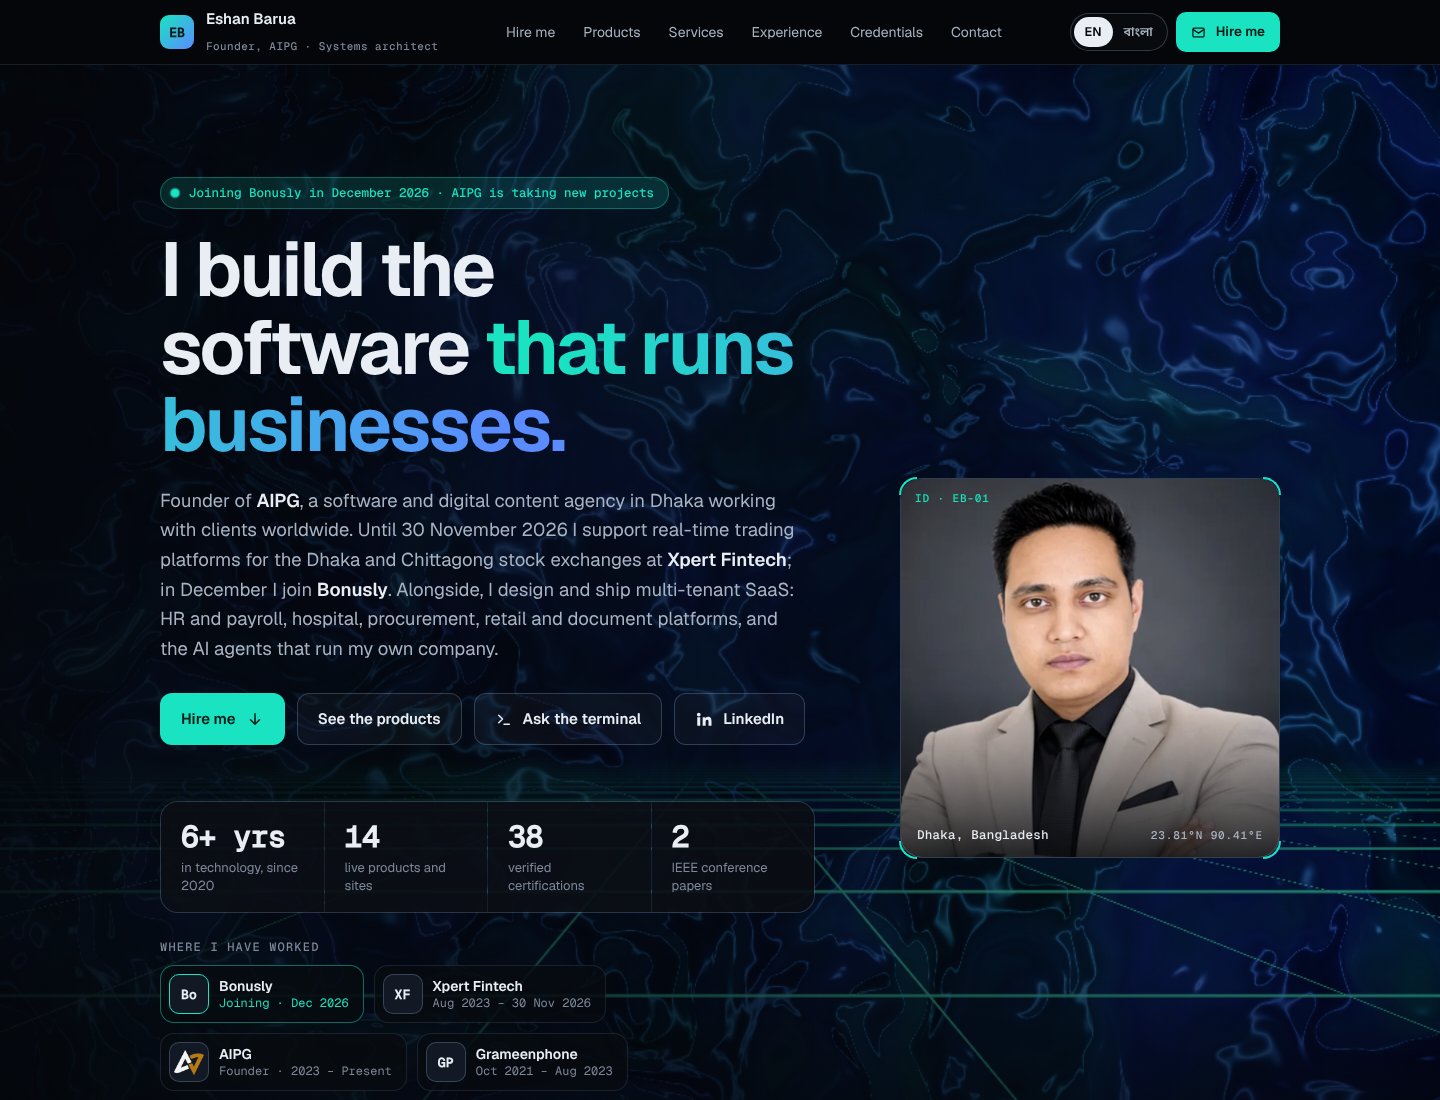 EB
Eshan Barua
Founder, AIPG · Systems architect
Hire me
Products
Services
Experience
Credentials
Contact
EN
বাংলা
Hire me
Joining Bonusly in December 2026 · AIPG is taking new projects
I build the
software that runs
businesses.
Founder of AIPG, a software and digital content agency in Dhaka working
with clients worldwide. Until 30 November 2026 I support real-time trading
platforms for the Dhaka and Chittagong stock exchanges at Xpert Fintech;
in December I join Bonusly. Alongside, I design and ship multi-tenant SaaS:
HR and payroll, hospital, procurement, retail and document platforms, and
the AI agents that run my own company.
Hire me
See the products
Ask the terminal
LinkedIn
ID · EB-01
Dhaka, Bangladesh
23.81°N 90.41°E
6+ yrs
in technology, since
2020
14
live products and
sites
38
verified
certifications
2
IEEE conference
papers
WHERE I HAVE WORKED
Bo
Bonusly
Joining · Dec 2026
XF
Xpert Fintech
Aug 2023 – 30 Nov 2026
AIPG
Founder · 2023 – Present
GP
Grameenphone
Oct 2021 – Aug 2023